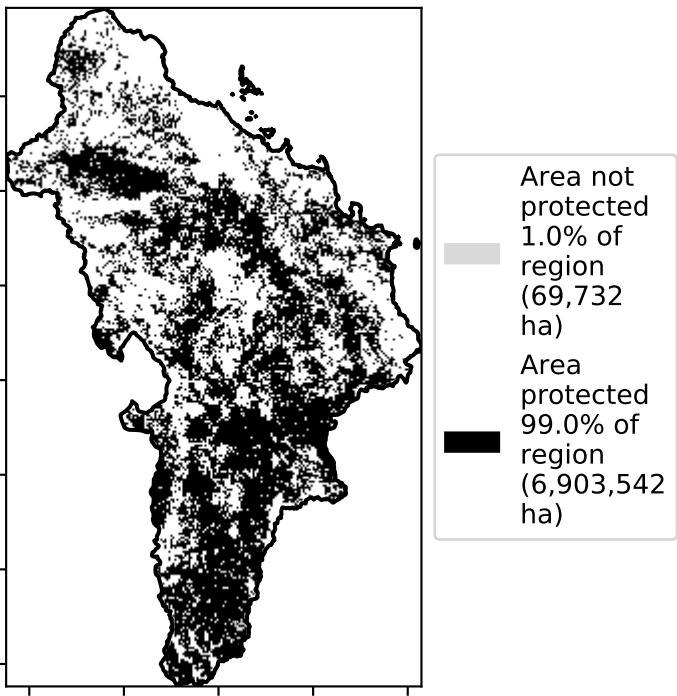 Area not
protected
1.0% of
region
(69,732
ha)
Area
protected
99.0% of
region
(6,903,542
ha)